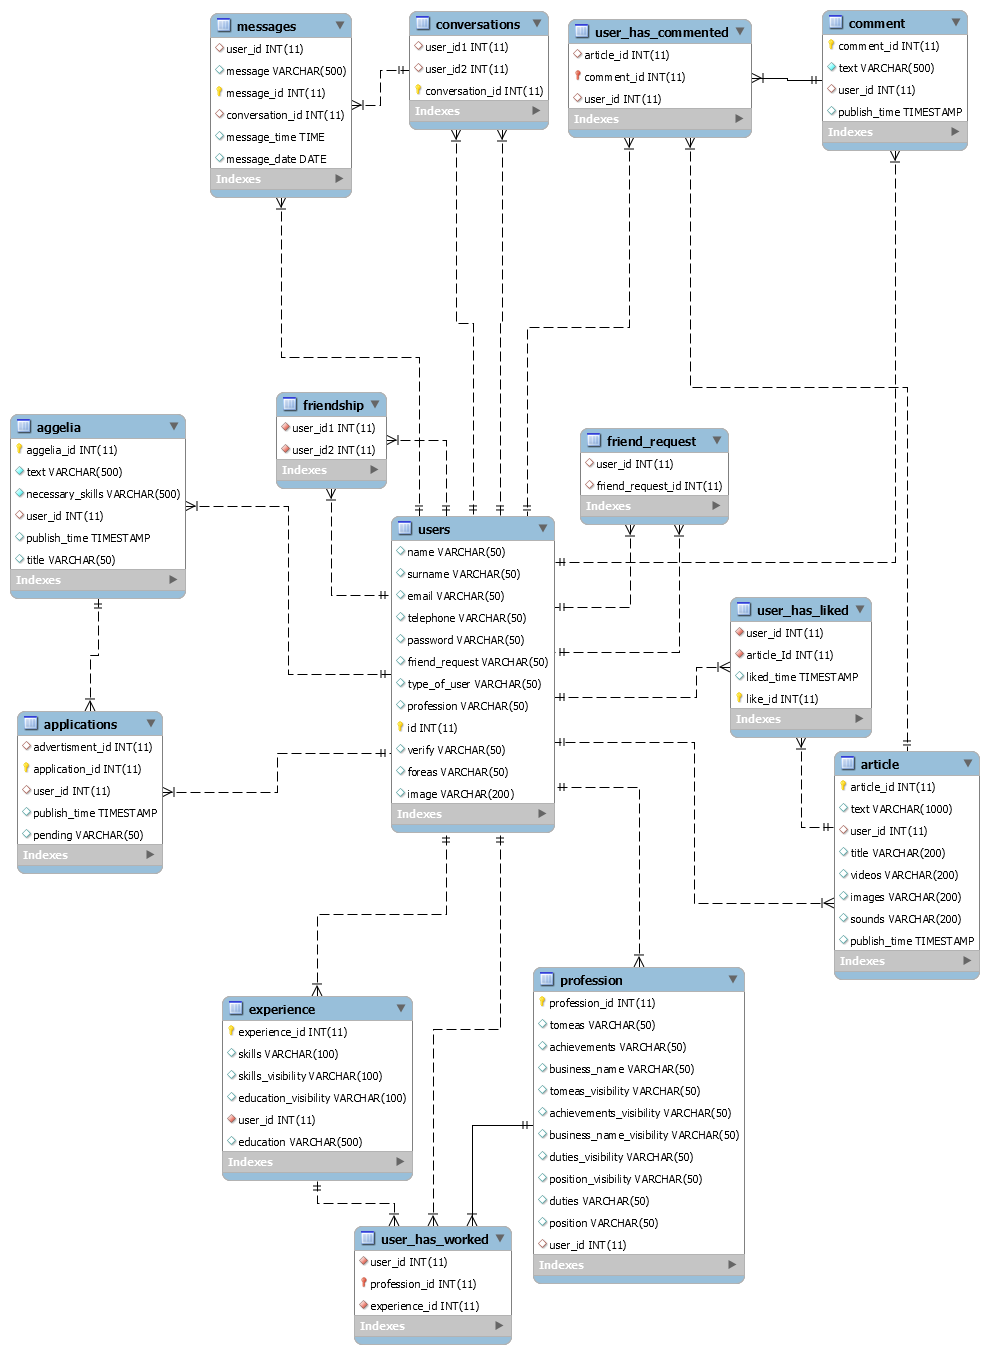 messages
user_id INT(11)
message VARCHAR(500)
message_id INT(11)
conversation_id INT(11)
message_time TIME
message_date DATE
Indexes
conversations
user_id1 INT(11)
user_id2 INT(11)
conversation_id INT(11)
Indexes
user_has_commented
article_id INT(11)
comment_id INT(11)
user_id INT(11)
Indexes
comment
comment_id INT(11)
text VARCHAR(500)
user_id INT(11)
publish_time TIMESTAMP
Indexes
friendship
user_id1 INT(11)
user_id2 INT(11)
Indexes
aggelia
aggelia_id INT(11)
text VARCHAR(500)
necessary_skills VARCHAR(500)
user_id INT(11)
publish_time TIMESTAMP
title VARCHAR(50)
Indexes
friend_request
user_id INT(11)
friend_request_id INT(11)
Indexes
users
name VARCHAR(50)
surname VARCHAR(50)
email VARCHAR(50)
telephone VARCHAR(50)
password VARCHAR(50)
friend_request VARCHAR(50)
type_of_user VARCHAR(50)
profession VARCHAR(50)
id INT(11)
verify VARCHAR(50)
foreas VARCHAR(50)
image VARCHAR(200)
Indexes
user_has_liked
user_id INT(11)
article_Id INT(11)
liked_time TIMESTAMP
like_id INT(11)
Indexes
applications
advertisment_id INT(11)
application_id INT(11)
user_id INT(11)
publish_time TIMESTAMP
pending VARCHAR(50)
Indexes
article
article_id INT(11)
text VARCHAR(1000)
user_id INT(11)
title VARCHAR(200)
videos VARCHAR(200)
images VARCHAR(200)
sounds VARCHAR(200)
publish_time TIMESTAMP
Indexes
experience
experience_id INT(11)
skills VARCHAR(100)
skills_visibility VARCHAR(100)
education_visibility VARCHAR(100)
user_id INT(11)
education VARCHAR(500)
Indexes
profession
profession_id INT(11)
tomeas VARCHAR(50)
achievements VARCHAR(50)
business_name VARCHAR(50)
tomeas_visibility VARCHAR(50)
achievements_visibility VARCHAR(50)
business_name_visibility VARCHAR(50)
duties_visibility VARCHAR(50)
position_visibility VARCHAR(50)
duties VARCHAR(50)
position VARCHAR(50)
user_id INT(11)
Indexes
user_has_worked
user_id INT(11)
profession_id INT(11)
experience_id INT(11)
Indexes